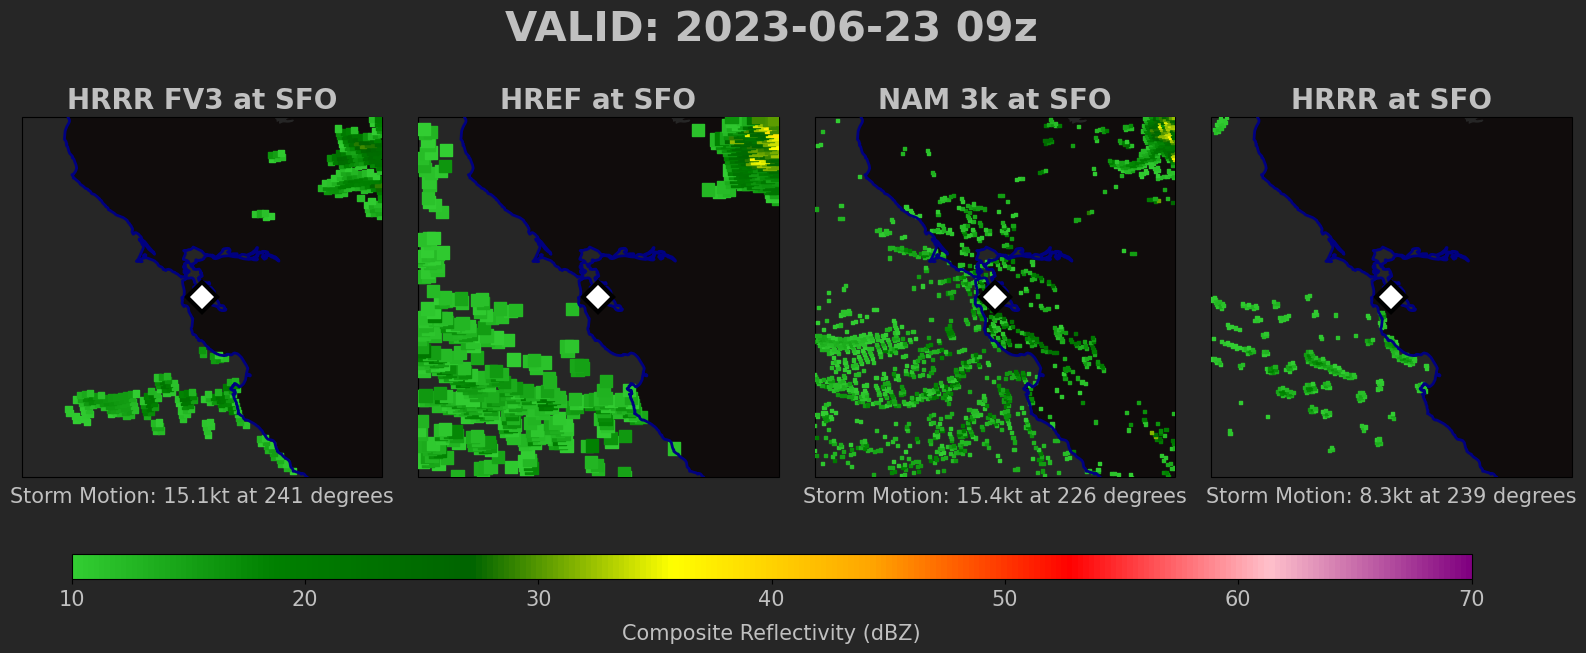 VALID: 2023-06-23 09z
HRRR FV3 at SFO
HREF at SFO
NAM 3k at SFO
HRRR at SFO
Storm Motion: 15.1kt at 241 degrees
Storm Motion: 15.4kt at 226 degrees
Storm Motion: 8.3kt at 239 degrees
10 20 30 40 50 60 70
Composite Reflectivity (dBZ)